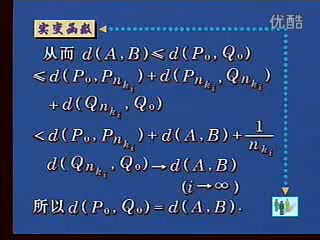 实变函数
优酷
从而 d(A,B)≤d(P₀,Q₀)
≤d(P₀,P_{n_{k_i}})+d(P_{n_{k_i}},Q_{n_{k_i}})
+d(Q_{n_{k_i}},Q₀)
<d(P₀,P_{n_{k_i}})+d(A,B)+\frac{1}{n_{k_i}}
d(Q_{n_{k_i}},Q₀)→d(A,B)
(i→∞)
所以d(P₀,Q₀)=d(A,B).